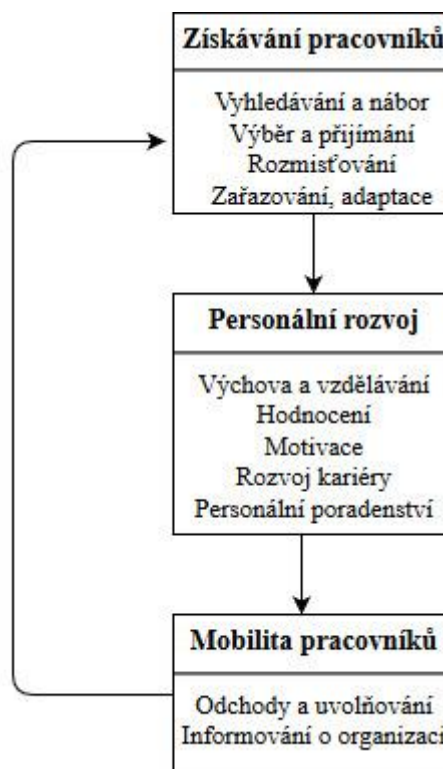 Získávání pracovníků
Vyhledávání a nábor
Výběr a přijímání
Rozmisťování
Zařazování, adaptace
Personální rozvoj
Výchova a vzdělávání
Hodnocení
Motivace
Rozvoj kariéry
Personální poradenství
Mobilita pracovníků
Odchody a uvolňování
Informování o organizaci